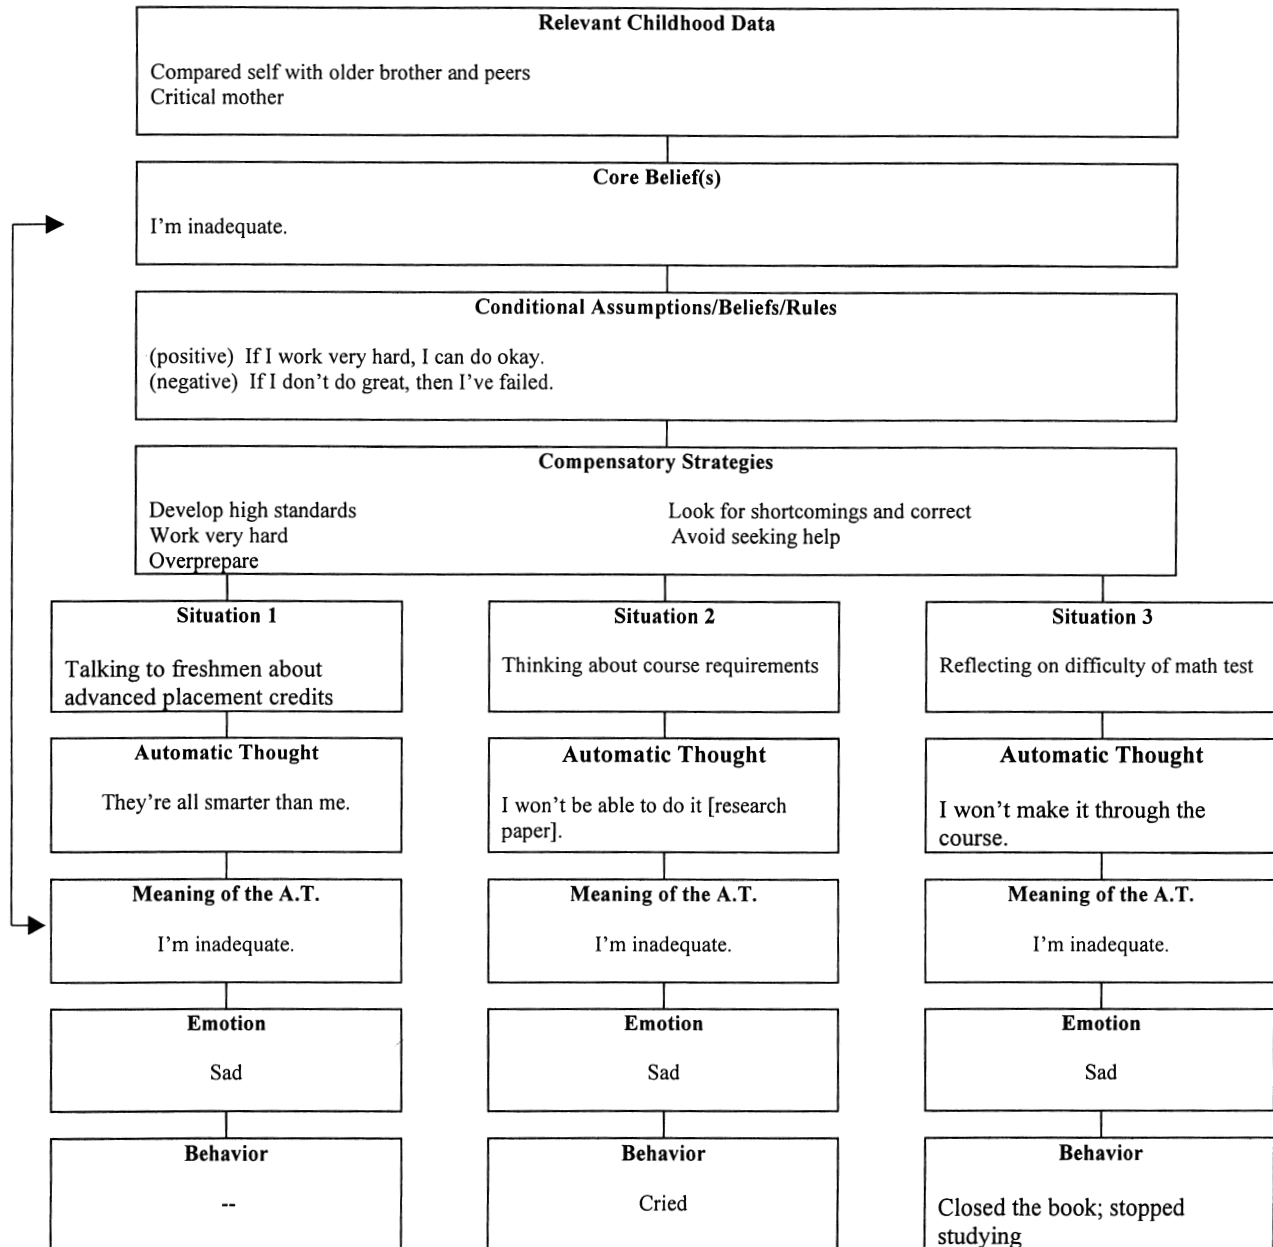 Relevant Childhood Data
Compared self with older brother and peers
Critical mother
Core Belief(s)
I'm inadequate.
Conditional Assumptions/Beliefs/Rules
(positive)  If I work very hard, I can do okay.
(negative)  If I don't do great, then I've failed.
Compensatory Strategies
Develop high standards
Work very hard
Overprepare
Look for shortcomings and correct
Avoid seeking help
Situation 1
Talking to freshmen about
advanced placement credits
Situation 2
Thinking about course requirements
Situation 3
Reflecting on difficulty of math test
Automatic Thought
They're all smarter than me.
Automatic Thought
I won't be able to do it [research
paper].
Automatic Thought
I won't make it through the
course.
Meaning of the A.T.
I'm inadequate.
Meaning of the A.T.
I'm inadequate.
Meaning of the A.T.
I'm inadequate.
Emotion
Sad
Emotion
Sad
Emotion
Sad
Behavior
--
Behavior
Cried
Behavior
Closed the book; stopped
studying